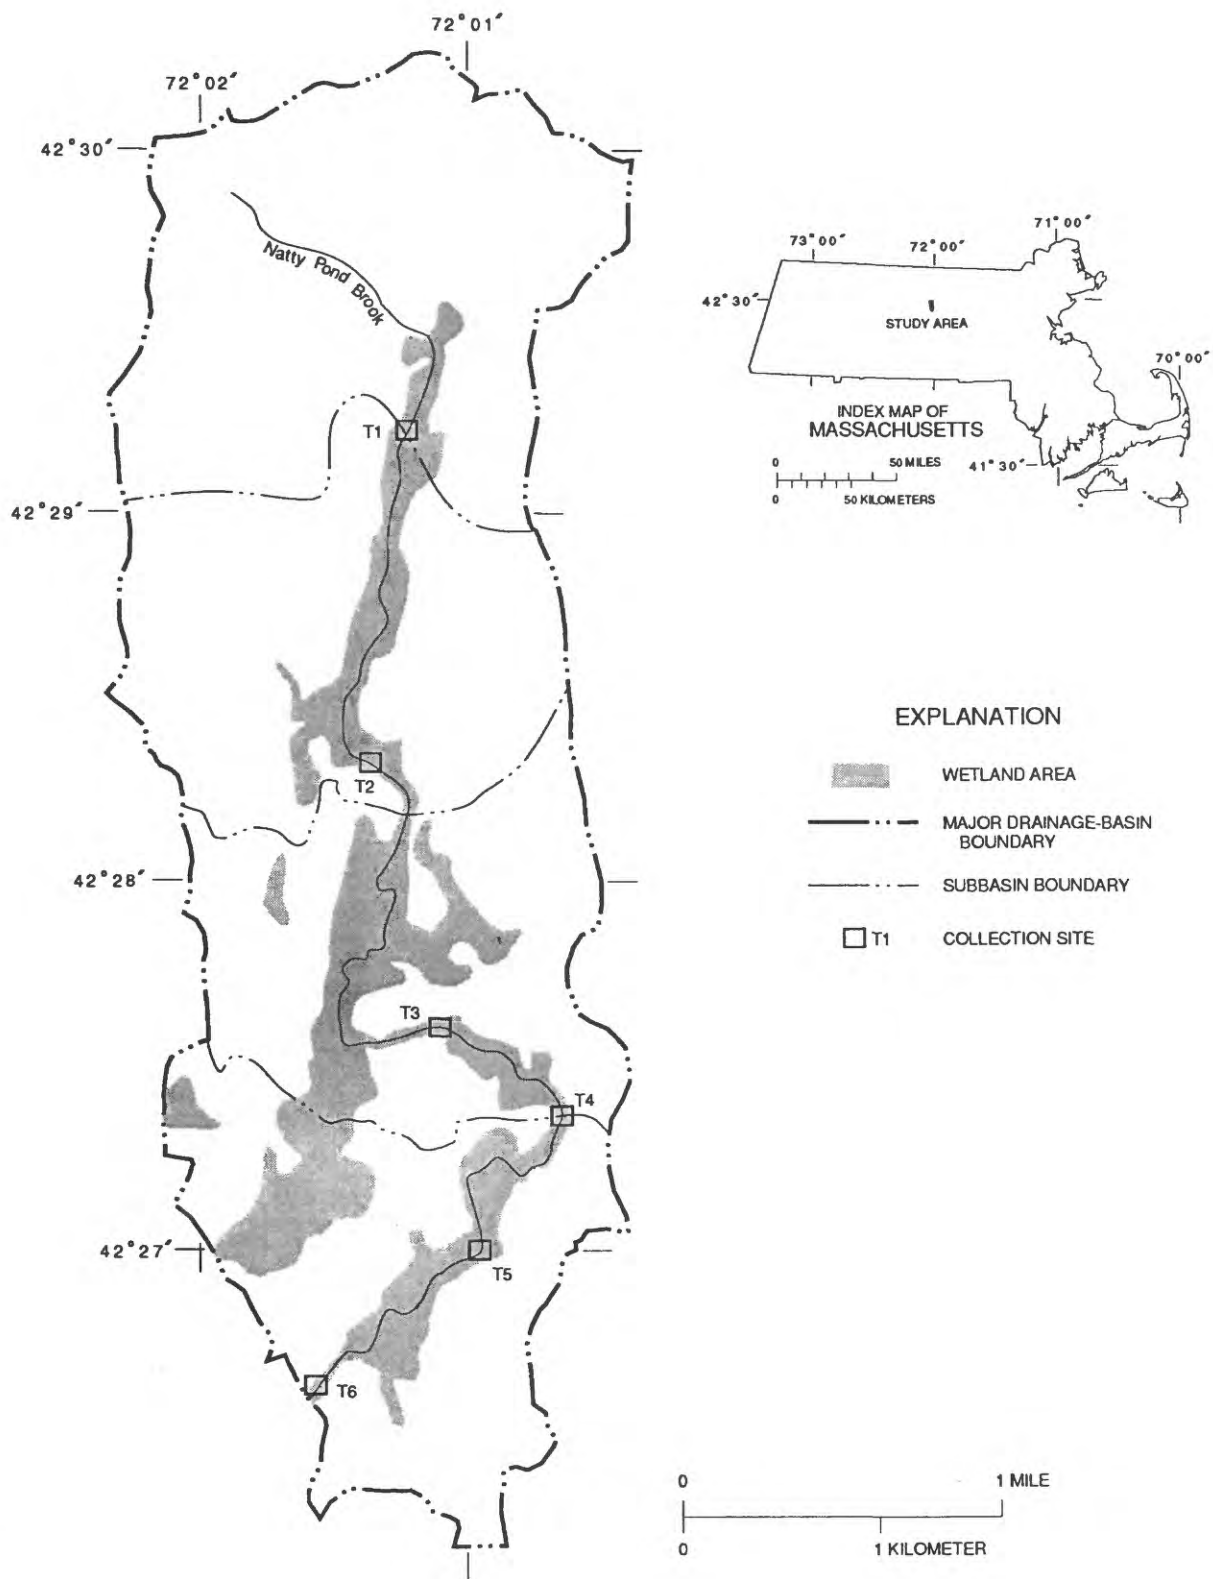 72°01′
72°02′
42°30′
Natty Pond Brook
T1
42°29′
T2
42°28′
T3
T4
42°27′
T5
T6
71°00′
73°00′
72°00′
42°30′
STUDY AREA
70°00′
INDEX MAP OF
MASSACHUSETTS
0 50 MILES
41°30′
0 50 KILOMETERS
EXPLANATION
WETLAND AREA
MAJOR DRAINAGE-BASIN
BOUNDARY
SUBBASIN BOUNDARY
T1 COLLECTION SITE
0 1 MILE
0 1 KILOMETER